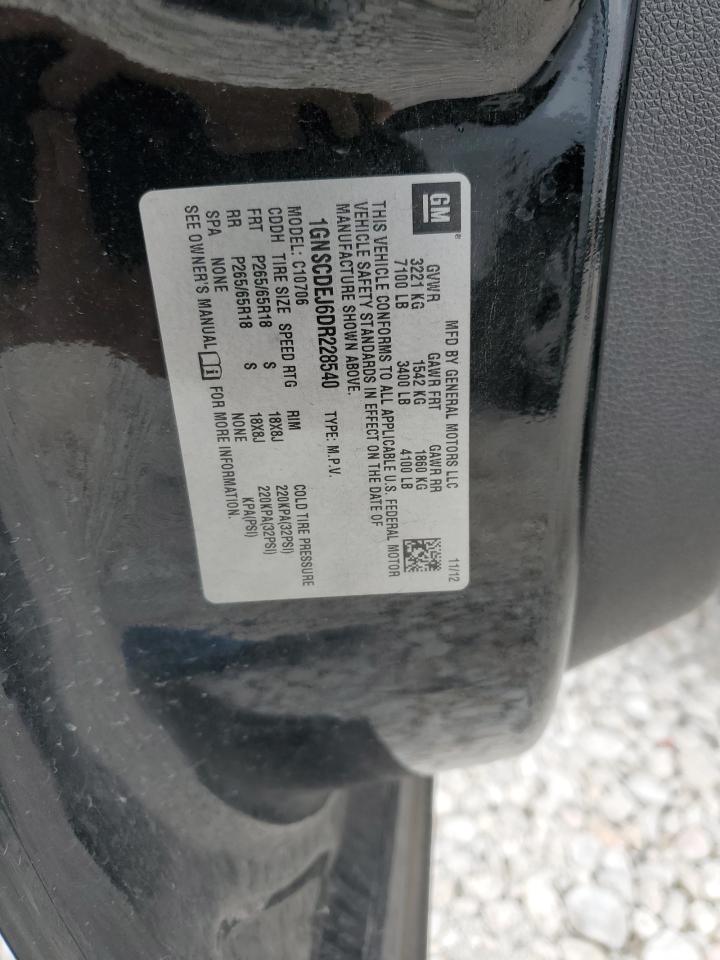 GM®
MFD BY GENERAL MOTORS LLC 11/12
GVWR GAWR FRT GAWR RR
3221 KG 1542 KG 1860 KG
7100 LB 3400 LB 4100 LB
THIS VEHICLE CONFORMS TO ALL APPLICABLE U.S. FEDERAL MOTOR
VEHICLE SAFETY STANDARDS IN EFFECT ON THE DATE OF
MANUFACTURE SHOWN ABOVE.
1GNSCDEJ6DR228540 TYPE: M.P.V.
MODEL: C10706
CDDH TIRE SIZE SPEED RTG RIM COLD TIRE PRESSURE
FRT P265/65R18 S 18X8J 220KPA(32PSI)
RR P265/65R18 S 18X8J 220KPA(32PSI)
SPA NONE NONE KPA(PSI)
SEE OWNER'S MANUAL FOR MORE INFORMATION.